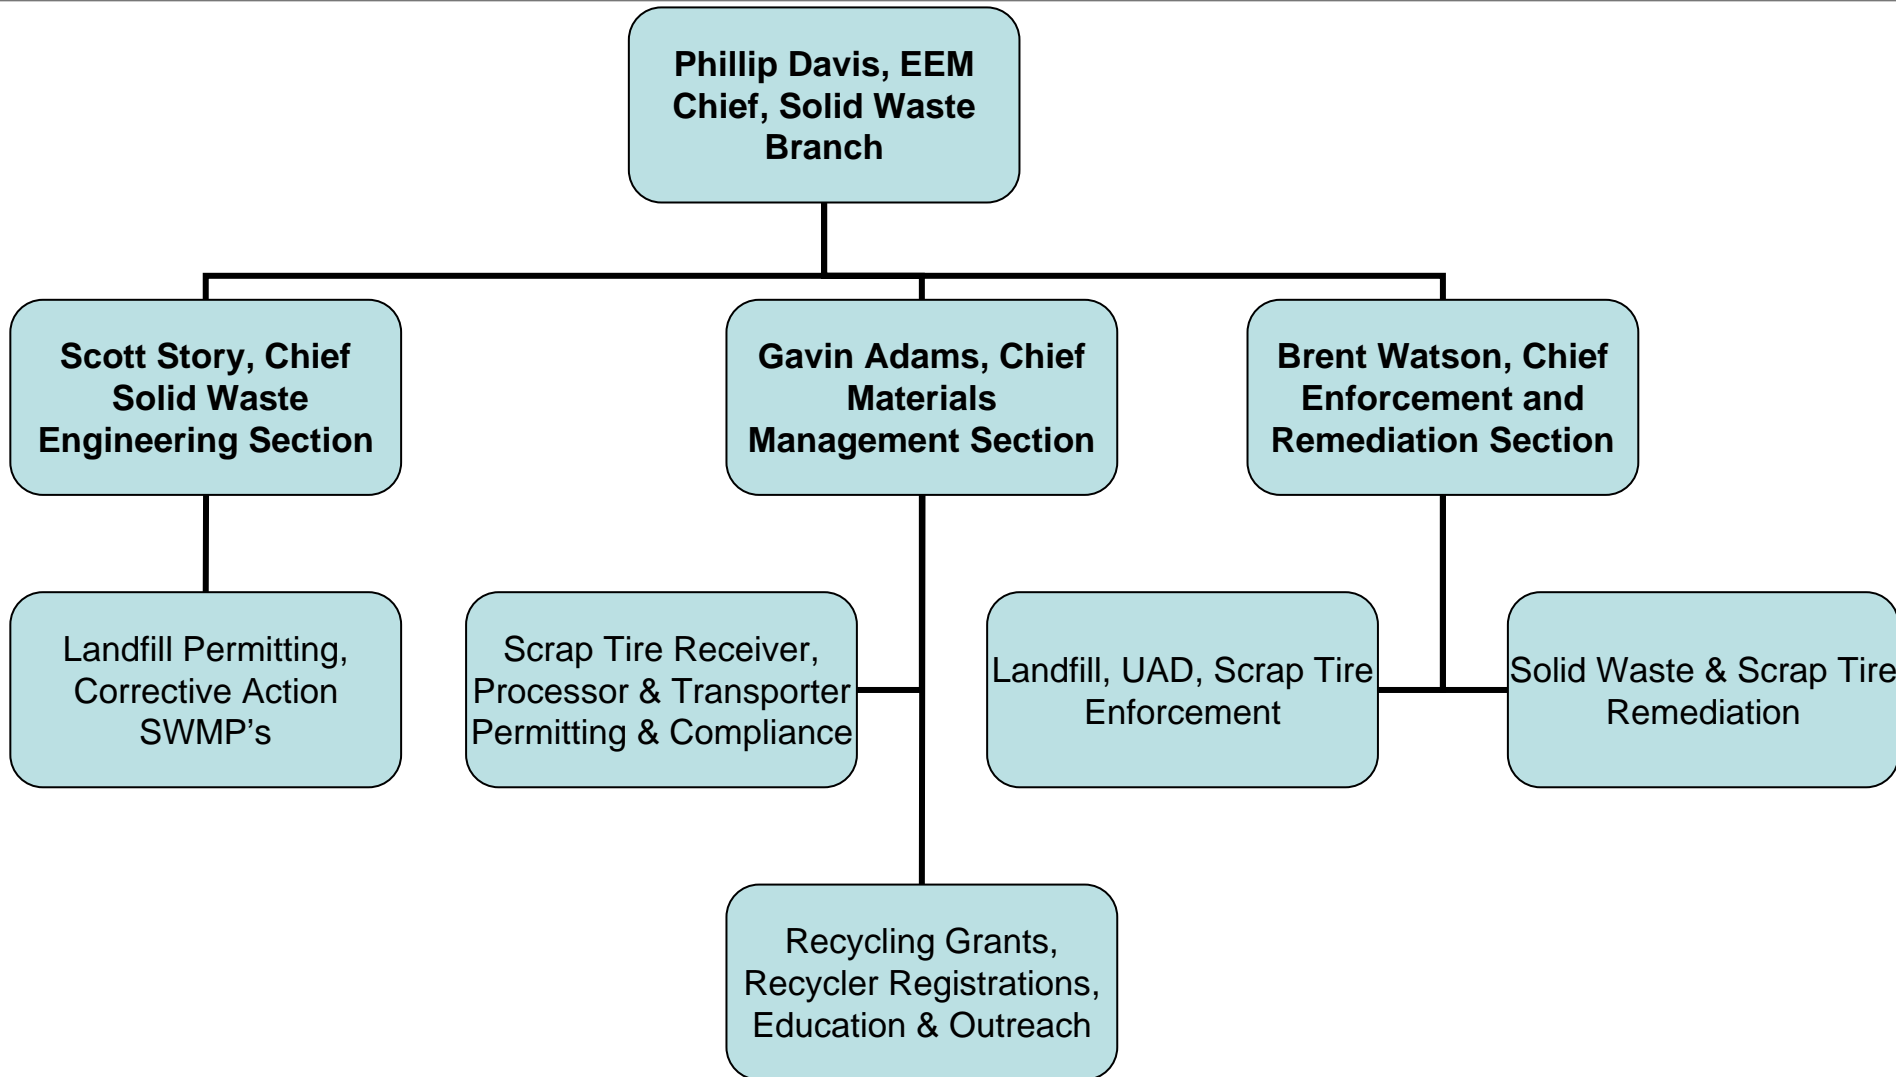 Phillip Davis, EEM
Chief, Solid Waste
Branch
Scott Story, Chief
Solid Waste
Engineering Section
Gavin Adams, Chief
Materials
Management Section
Brent Watson, Chief
Enforcement and
Remediation Section
Landfill Permitting,
Corrective Action
SWMP’s
Scrap Tire Receiver,
Processor & Transporter
Permitting & Compliance
Landfill, UAD, Scrap Tire
Enforcement
Solid Waste & Scrap Tire
Remediation
Recycling Grants,
Recycler Registrations,
Education & Outreach